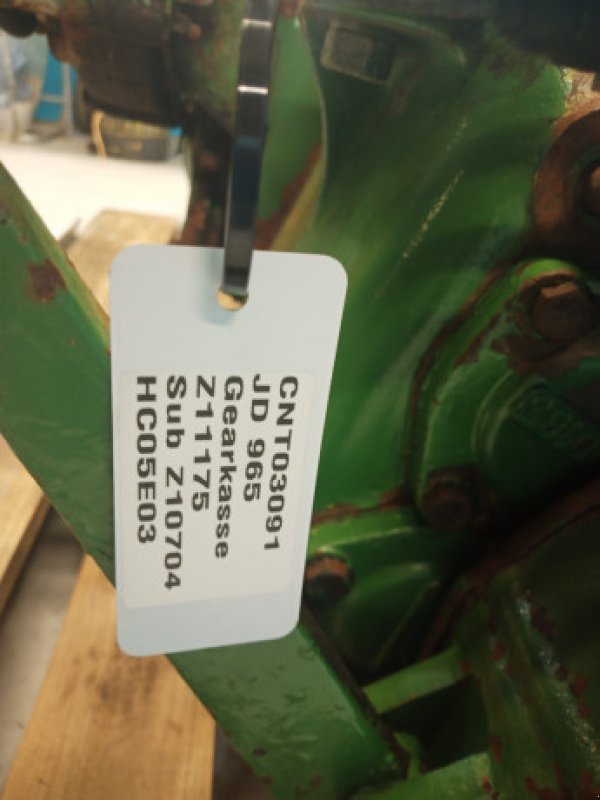 CNT03091
JD 965
Gearkasse
Z11175
Sub Z10704
HC05E03